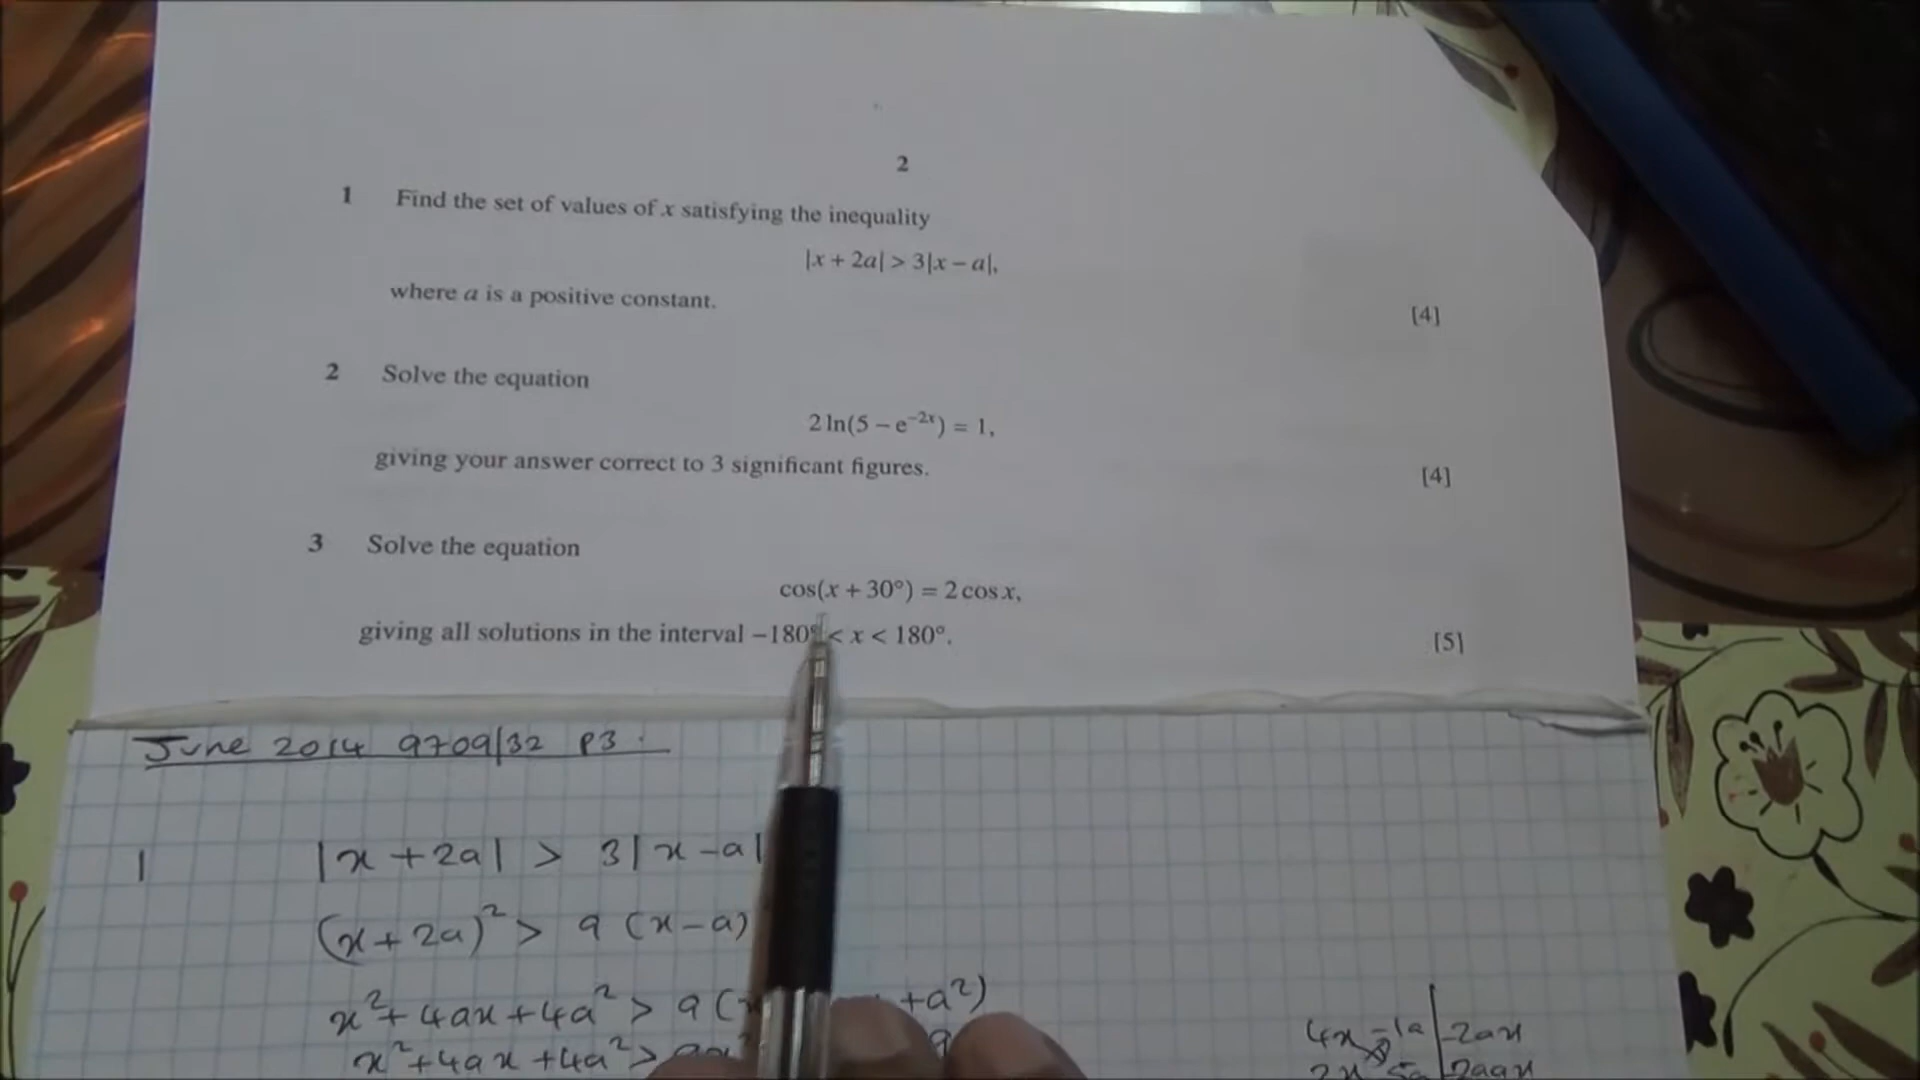 2
1 Find the set of values of x satisfying the inequality
|x + 2a| > 3|x − a|,
where a is a positive constant.
[4]
2 Solve the equation
2 ln(5 − e⁻²ˣ) = 1,
giving your answer correct to 3 significant figures.
[4]
3 Solve the equation
cos(x + 30°) = 2 cos x,
giving all solutions in the interval −180° < x < 180°.
[5]
June 2014 9709/32 P3.
1 |x + 2a| > 3|x − a|
(x + 2a)² > 9 (x − a)
x² + 4ax + 4a² > 9 ( + a²)
x² + 4ax + 4a² >
4x −1a | −2ax